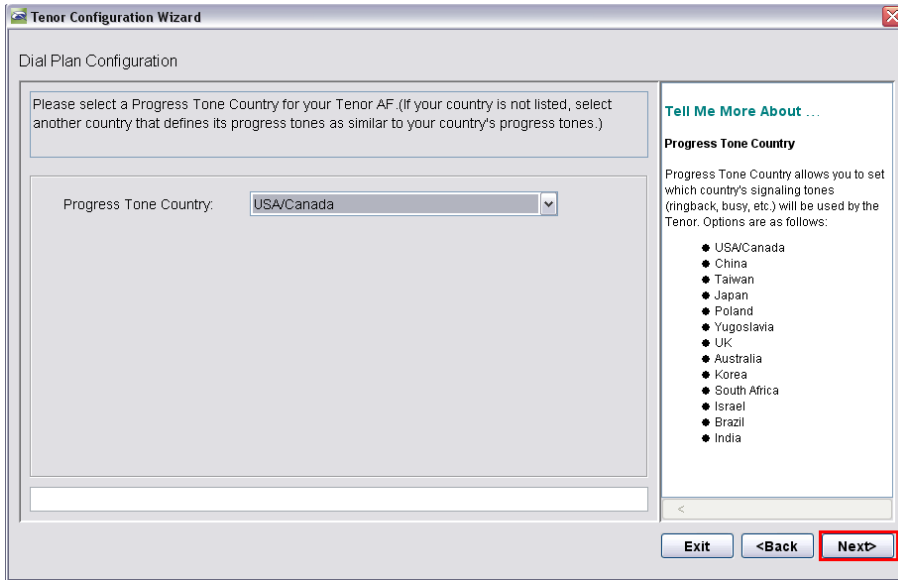 Tenor Configuration Wizard
Dial Plan Configuration
Please select a Progress Tone Country for your Tenor AF.(If your country is not listed, select
another country that defines its progress tones as similar to your country's progress tones.)
Progress Tone Country:
USA/Canada
Tell Me More About ...
Progress Tone Country
Progress Tone Country allows you to set
which country's signaling tones
(ringback, busy, etc.) will be used by the
Tenor. Options are as follows:
USA/Canada
China
Taiwan
Japan
Poland
Yugoslavia
UK
Australia
Korea
South Africa
Israel
Brazil
India
Exit
<Back
Next>